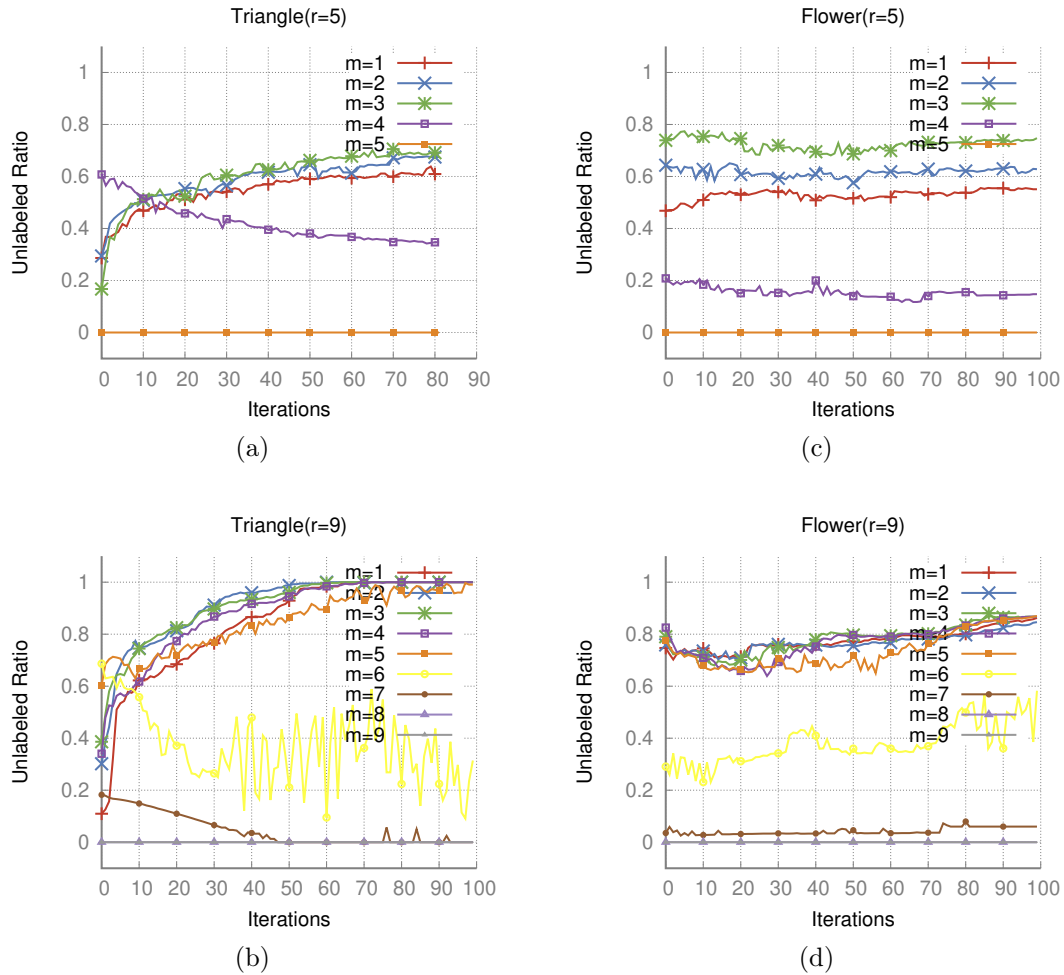 Triangle(r=5)
Unlabeled Ratio
1
0.8
0.6
0.4
0.2
0
m=1
m=2
m=3
m=4
m=5
0 10 20 30 40 50 60 70 80 90
Iterations
(a)
Flower(r=5)
Unlabeled Ratio
1
0.8
0.6
0.4
0.2
0
m=1
m=2
m=3
m=4
m=5
0 10 20 30 40 50 60 70 80 90 100
Iterations
(c)
Triangle(r=9)
Unlabeled Ratio
1
0.8
0.6
0.4
0.2
0
m=1
m=2
m=3
m=4
m=5
m=6
m=7
m=8
m=9
0 10 20 30 40 50 60 70 80 90 100
Iterations
(b)
Flower(r=9)
Unlabeled Ratio
1
0.8
0.6
0.4
0.2
0
m=1
m=2
m=3
m=4
m=5
m=6
m=7
m=8
m=9
0 10 20 30 40 50 60 70 80 90 100
Iterations
(d)